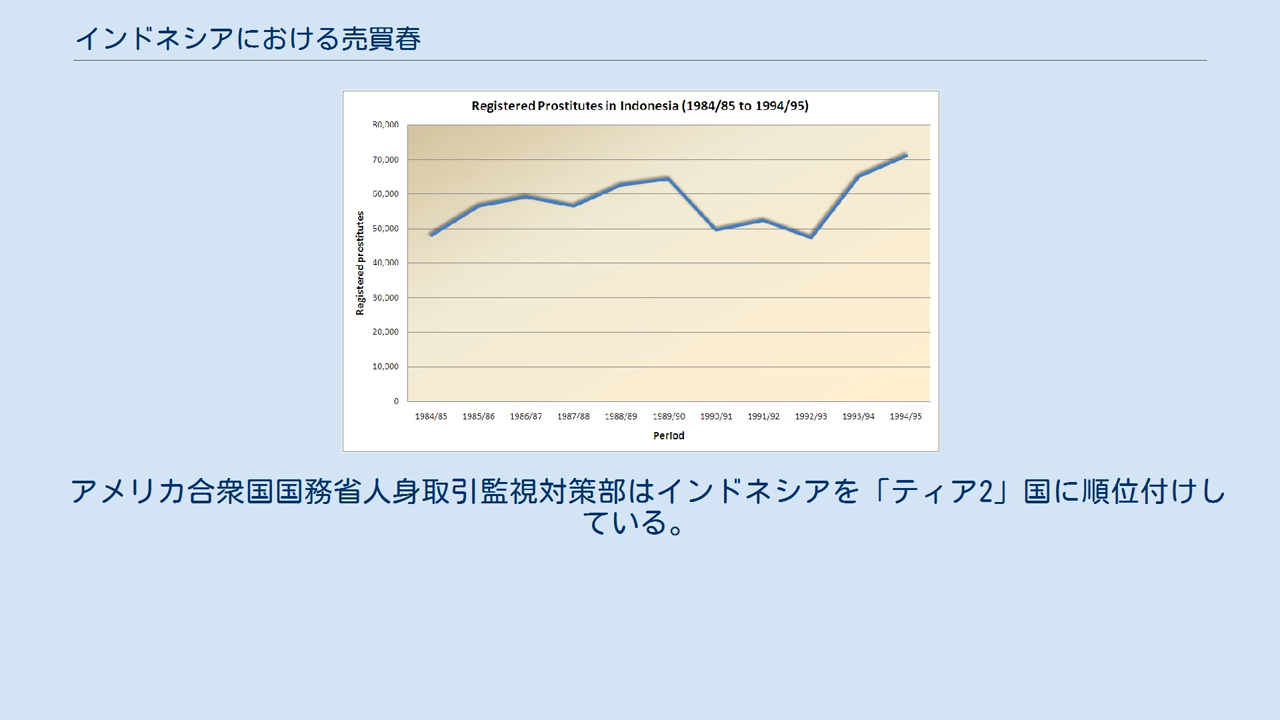 インドネシアにおける売買春
Registered Prostitutes in Indonesia (1984/85 to 1994/95)
80,000
70,000
60,000
50,000
40,000
30,000
20,000
10,000
0
Registered prostitutes
1984/85 1985/86 1986/87 1987/88 1988/89 1989/90 1990/91 1991/92 1992/93 1993/94 1994/95
Period
アメリカ合衆国国務省人身取引監視対策部はインドネシアを「ティア2」国に順位付けし
ている。